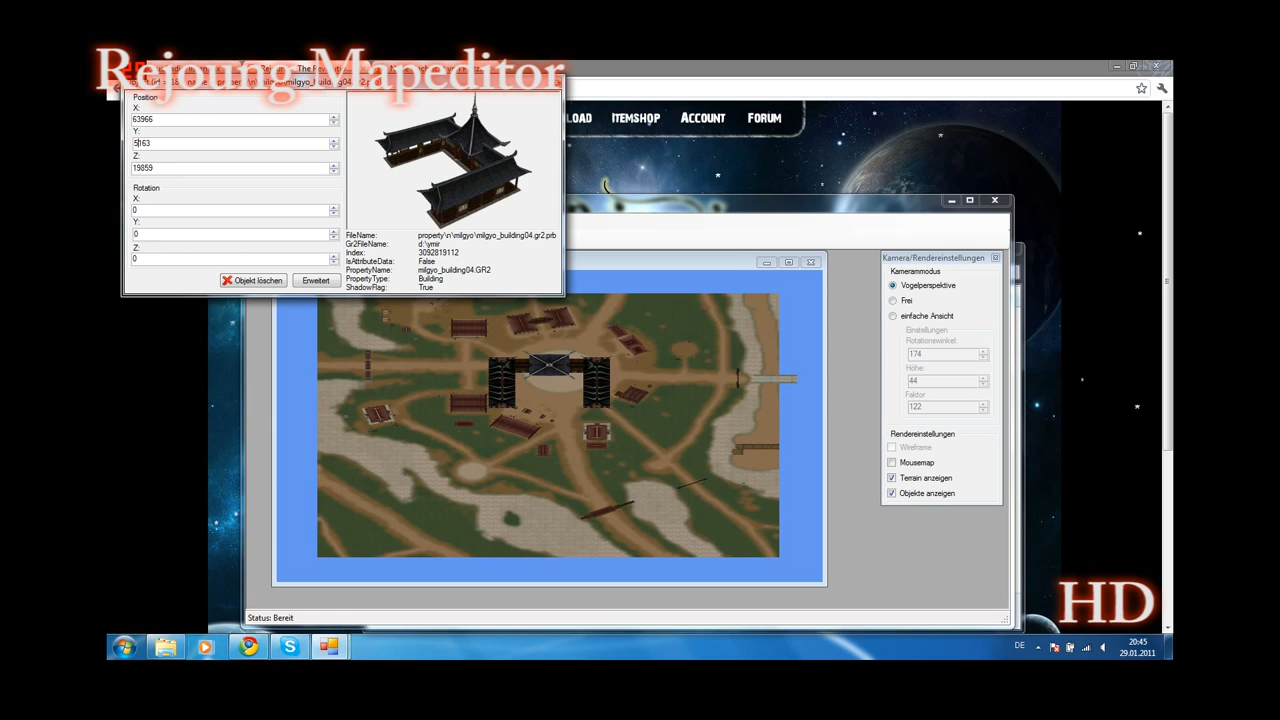 Rejoung Mapeditor
Position
X:
63966
Y:
5163
Z:
19859
Rotation
X:
0
Y:
0
Z:
0
Objekt löschen
Erweitert
FileName: property\n\milgyo\milgyo_building04.gr2.prb
Gr2FileName: d:\ymir
Index: 3092819112
IsAttributeData: False
PropertyName: milgyo_building04.GR2
PropertyType: Building
ShadowFlag: True
ITEMSHOP ACCOUNT FORUM
Kamera/Rendereinstellungen
Kameramodus
Vogelperspektive
Frei
einfache Ansicht
Einstellungen
Rotationswinkel:
174
Höhe:
44
Faktor
122
Rendereinstellungen
Wireframe
Mousemap
Terrain anzeigen
Objekte anzeigen
Status: Bereit
HD
DE
20:45
29.01.2011